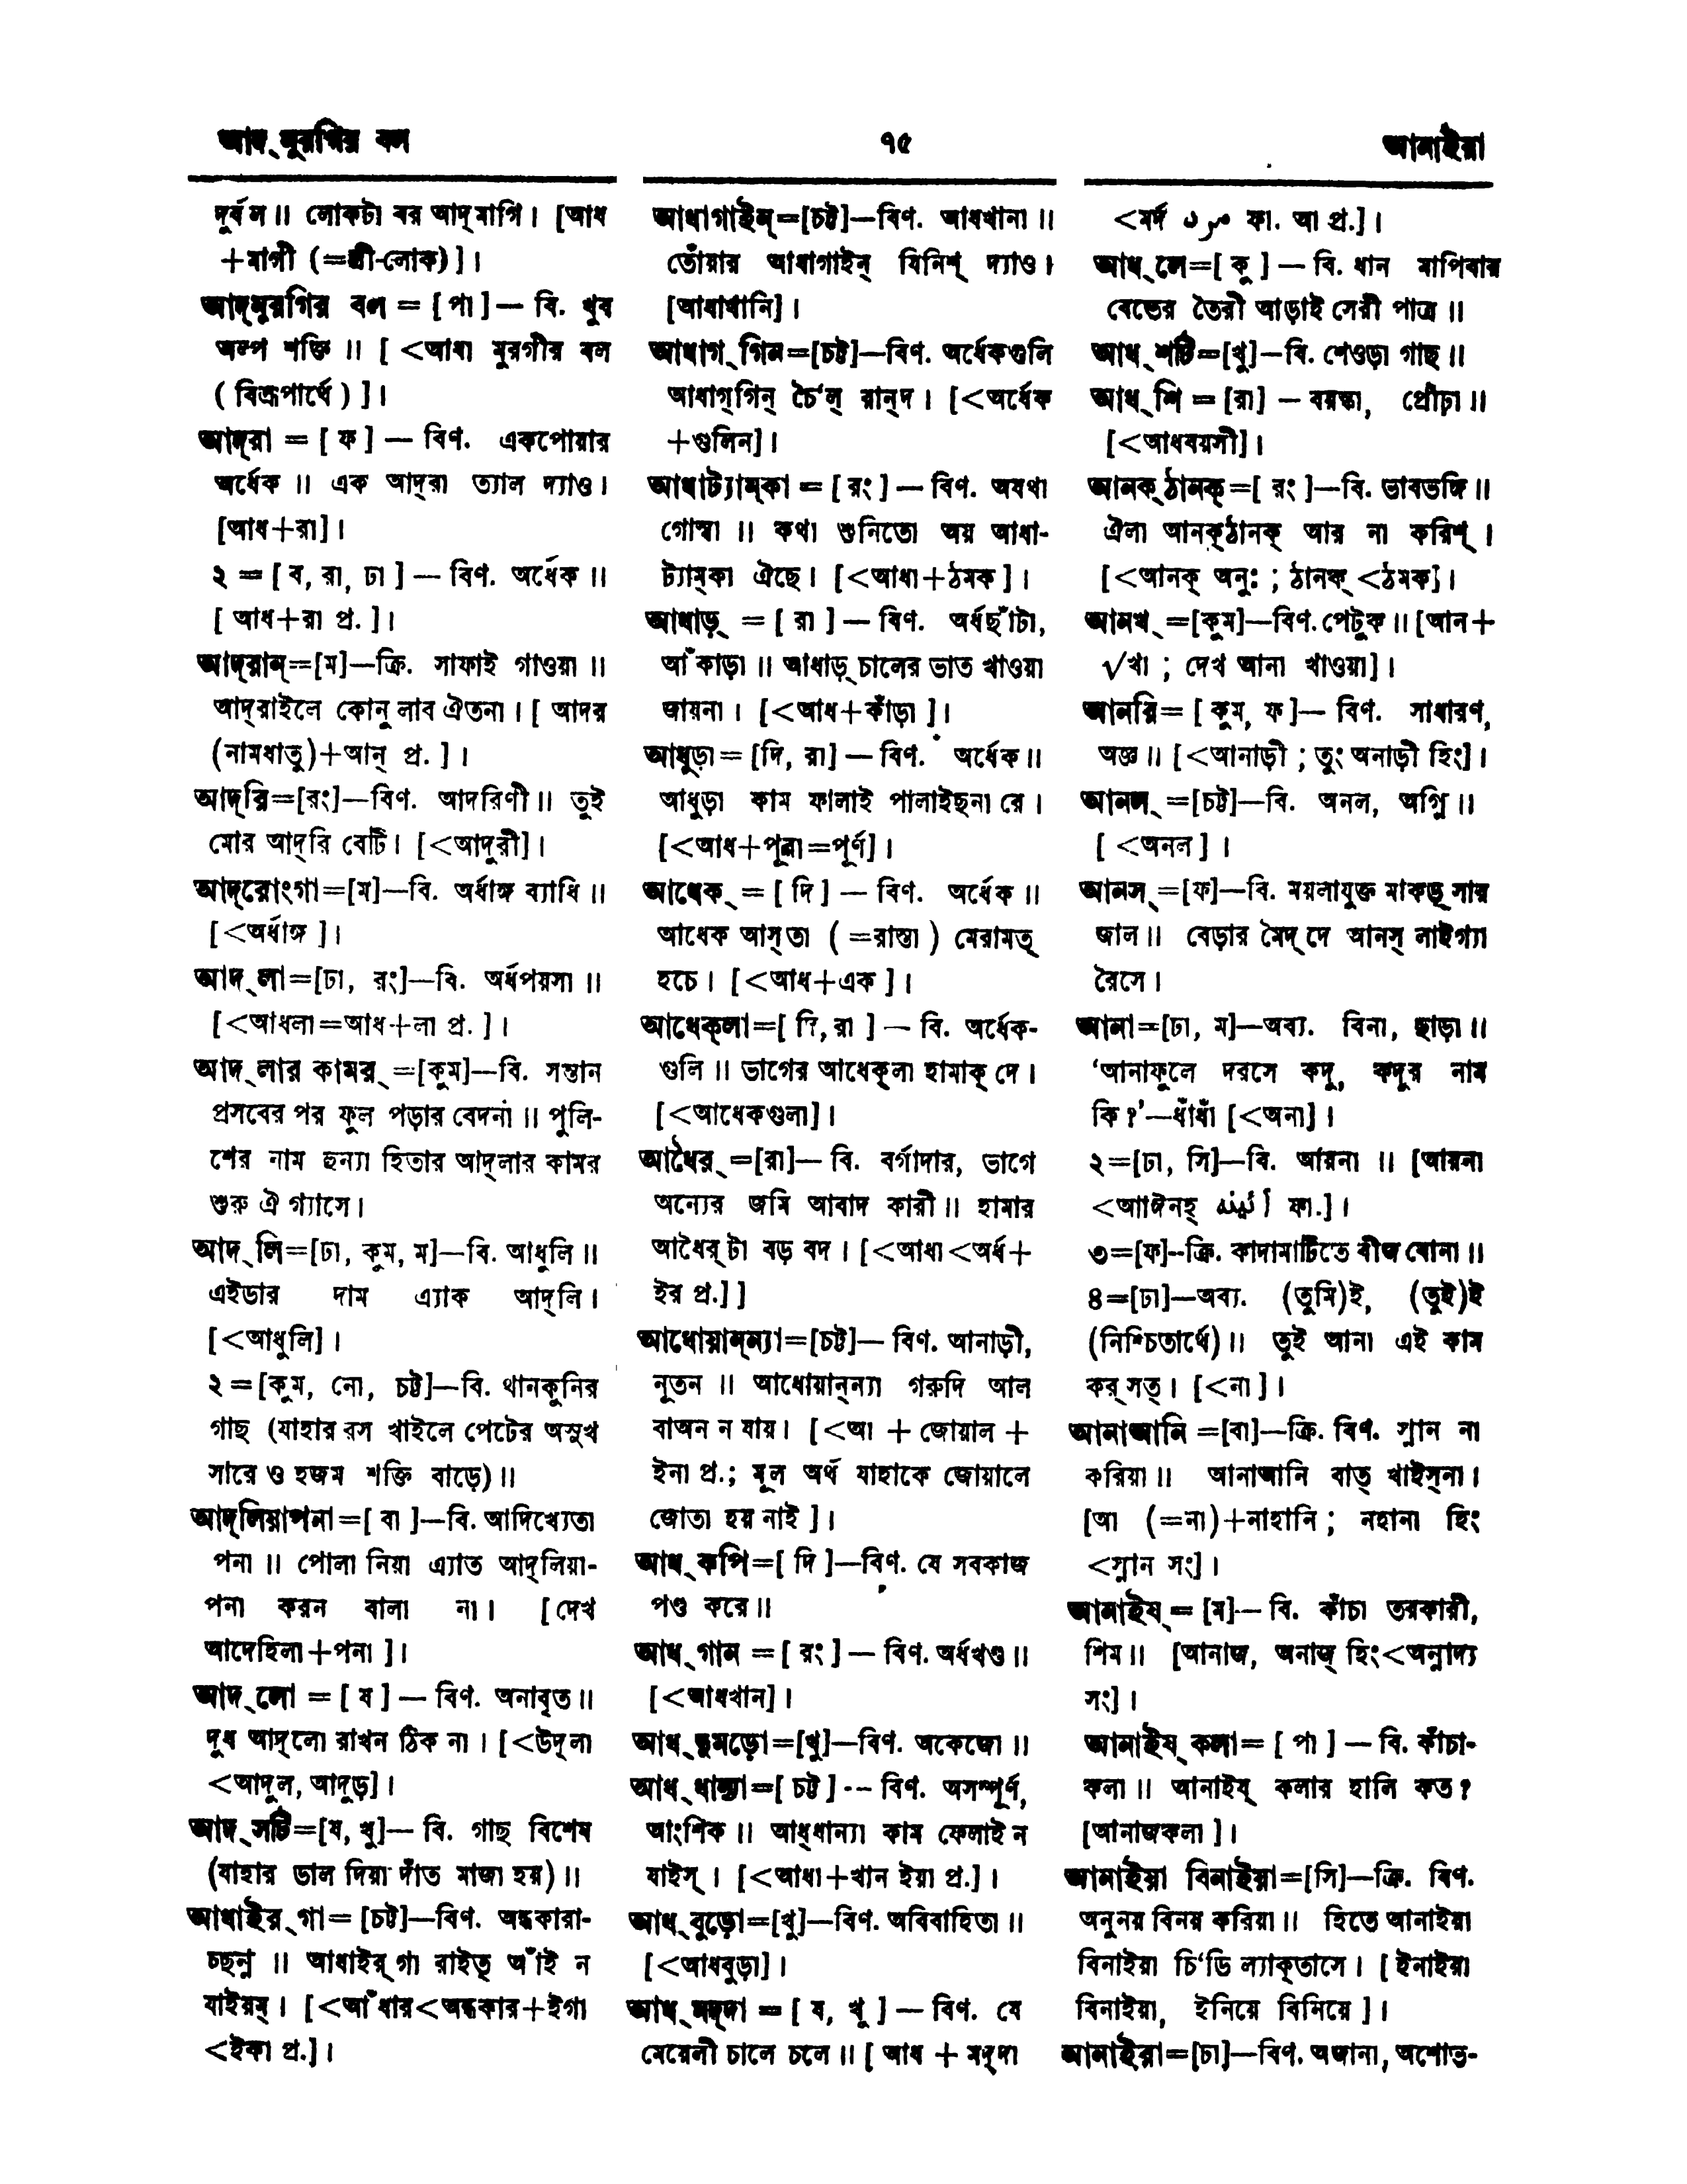 আদ্‌মুরগির বল
৭৫
আনাইয়া
দুর্বল॥ লোকটা বর আদ্‌মাগি। [আধ
+মাগী (=স্ত্রী-লোক)]।
আদ্‌মুরগির বল = [ পা ]— বি. খুব
অল্প শক্তি ॥ [ <আধা মুরগীর বল
( বিদ্রূপার্থে ) ]।
আদ্‌রা = [ ফ ] — বিণ. একপোয়ার
অর্ধেক ॥ এক আদ্‌রা ত্যাল দ্যাও।
[আধ+রা]।
২ = [ ব, রা, ঢা ] — বিণ. অর্ধেক ॥
[ আধ+রা প্র. ]।
আদ্‌রান্=[ম]—ক্রি. সাফাই গাওয়া ॥
আদ্‌রাইলে কোনু লাব ঐতনা। [ আদর
(নামধাতু)+আন্ প্র. ]।
আদ্‌রি=[রং]—বিণ. আদরিণী॥ তুই
মোর আদ্‌রি বেটি। [<আদুরী]।
আদ্‌রোংগা=[ম]—বি. অর্ধাঙ্গ ব্যাধি ॥
[<অর্ধাঙ্গ ]।
আদ্‌লা=[ঢা, রং]—বি. অর্ধপয়সা ॥
[<আধলা=আধ+লা প্র. ]।
আদ্‌লার কামর্ =[কুম]—বি. সন্তান
প্রসবের পর ফুল পড়ার বেদনা ॥ পুলি-
শের নাম হুন্যা হিতার আদ্‌লার কামর
শুরু ঐ গ্যাসে।
আদ্‌লি=[ঢা, কুম, ম]—বি. আধুলি ॥
এইডার দাম এ্যাক আদ্‌লি।
[<আধুলি]।
২ =[কুম, নো, চট্ট]—বি. থানকুনির
গাছ (যাহার রস খাইলে পেটের অসুখ
সারে ও হজম শক্তি বাড়ে)॥
আদ্‌লিয়াপনা=[ বা ]—বি. আদিখ্যেতা
পনা ॥ পোলা নিয়া এ্যাত আদ্‌লিয়া-
পনা করন বালা না। [দেখ
আদেহিলা+পনা ]।
আদ্‌লো = [ য ] — বিণ. অনাবৃত॥
দুধ আদ্‌লো রাখন ঠিক না। [<উদ্‌লা
<আদুল, আদুড়]।
আদ্‌সটি=[য, খু]— বি. গাছ বিশেষ
(যাহার ডাল দিয়া দাঁত মাজা হয়)॥
আধাইর্‌গা= [চট্ট]—বিণ. অন্ধকারা-
চ্ছন্ন ॥ আধাইর্‌গা রাইত্ আঁই ন
যাইয়ম্। [<আঁধার<অন্ধকার+ইগা
<ইকা প্র.]।
আধাগাইন্=[চট্ট]—বিণ. আধখানা ॥
তোঁয়ার আধাগাইন্ যিনিশ্ দ্যাও।
[আধাখানি]।
আধাগ্‌গিন=[চট্ট]—বিণ. অর্ধেকগুলি
আধাগ্‌গিন্ চৈ'ল্ রান্‌দ। [<অর্ধেক
+গুলিন]।
আধাট্যাম্‌কা = [ রং ] — বিণ. অযথা
গোস্বা ॥ কথা শুনিতো অয় আধা-
ট্যাম্‌কা ঐছে। [<আধা+ঠমক ]।
আধাড়্ = [ রা ] — বিণ. অর্ধছাঁটা,
আঁকাড়া ॥ আধাড়্ চালের ভাত খাওয়া
জায়না। [<আধ+কাঁড়া ]।
আধুড়া= [দি, রা] — বিণ. অর্ধেক॥
আধুড়া কাম ফালাই পালাইছনা রে।
[<আধ+পুরা=পূর্ণ]।
আধেক্ = [ দি ] — বিণ. অর্ধেক ॥
আধেক আস্‌তা ( =রাস্তা ) মেরামত্
হচে। [<আধ+এক ]।
আধেক্‌লা=[ দি, রা ] — বি. অর্ধেক-
গুলি ॥ ভাগের আধেক্‌লা হামাক্ দে।
[<আধেকগুলা]।
আধৈর্ =[রা]— বি. বর্গাদার, ভাগে
অন্যের জমি আবাদ কারী॥ হামার
আধৈর্‌টা বড় বদ। [<আধা<অর্ধ+
ইর প্র.]]
আধোয়ান্‌ন্যা=[চট্ট]— বিণ. আনাড়ী,
নূতন ॥ আধোয়ান্‌ন্যা গরুদি আল
বাঅন ন যায়। [<আ + জোয়াল +
ইনা প্র.; মূল অর্থ যাহাকে জোয়ালে
জোতা হয় নাই ]।
আধ্‌কপি=[ দি ]—বিণ. যে সবকাজ
পণ্ড করে॥
আধ্‌গান = [ রং ] — বিণ. অর্ধখণ্ড॥
[<আধখান]।
আধ্‌ডুমড়ো=[খু]—বিণ. অকেজো ॥
আধ্‌ধান্যা=[ চট্ট ] -- বিণ. অসম্পূর্ণ,
আংশিক ॥ আধ্‌ধান্যা কাম ফেলাই ন
যাইস্। [<আধা+খান ইয়া প্র.]।
আধ্‌বুড়ো=[খু]—বিণ. অবিবাহিতা ॥
[<আধবুড়া]।
আধ্‌মদ্‌দা = [ য, খু ] — বিণ. যে
মেয়েলী চালে চলে ॥ [ আধ + মদ্‌দা
<মর্দ مرد ফা. আ প্র.]।
আধ্‌লে=[ কু ] — বি. ধান মাপিবার
বেতের তৈরী আড়াই সেরী পাত্র ॥
আধ্‌শটি=[খু]—বি. শেওড়া গাছ॥
আধ্‌শি = [রা] — বয়স্কা, প্রৌঢ়া॥
[<আধবয়সী]।
আনক্‌ঠানক্=[ রং ]—বি. ভাবভঙ্গি॥
ঐলা আনক্‌ঠানক্ আর না করিশ্।
[<আনক্ অনুঃ ; ঠানক্ <ঠমক]।
আনখ্ =[কুম]—বিণ. পেটুক॥ [আন+
√খা ; দেখ আনা খাওয়া]।
আনরি= [ কুম, ফ ]— বিণ. সাধারণ,
অজ্ঞ॥ [<আনাড়ী ; তুং অনাড়ী হিং]।
আনল্ =[চট্ট]—বি. অনল, অগ্নি॥
[ <অনল ] ।
আনস্ =[ফ]—বি. ময়লাযুক্ত মাকড়্‌সার
জাল॥ বেড়ার মৈদ্‌দে আনস্ লাইগ্যা
রৈসে।
আনা=[ঢা, ম]—অব্য. বিনা, ছাড়া॥
‘আনাফুলে দরসে কদু, কদুর নাম
কি?’—ধাঁধাঁ [<অনা]।
২=[ঢা, সি]—বি. আয়না ॥ [আয়না
<আঈনহ্ آئينه ফা.]।
৩=[ফ]--ক্রি. কাদামাটিতে বীজ বোনা॥
৪=[ঢা]—অব্য. (তুমি)ই, (তুই)ই
(নিশ্চিতার্থে)॥ তুই আনা এই কাম
কর্ সত্। [<না]।
আনাআনি =[বা]—ক্রি. বিণ. স্নান না
করিয়া॥ আনাআনি বাত্ খাইস্‌না।
[আ (=না)+নাহানি ; নহানা হিং
<স্নান সং]।
আনাইয্ = [ম]— বি. কাঁচা তরকারী,
শিম॥ [আনাজ, অনাজ্ হিং<অন্নাদ্য
সং]।
আনাইয্ কলা= [ পা ] — বি. কাঁচা-
কলা ॥ আনাইয্ কলার হালি কত?
[আনাজকলা ]।
আনাইয়া বিনাইয়া=[সি]—ক্রি. বিণ.
অনুনয় বিনয় করিয়া॥ হিতে আনাইয়া
বিনাইয়া চি'ডি ল্যাক্‌তাসে। [ ইনাইয়া
বিনাইয়া, ইনিয়ে বিনিয়ে ]।
আনাইরা=[চা]—বিণ. অজানা, অশোভ-